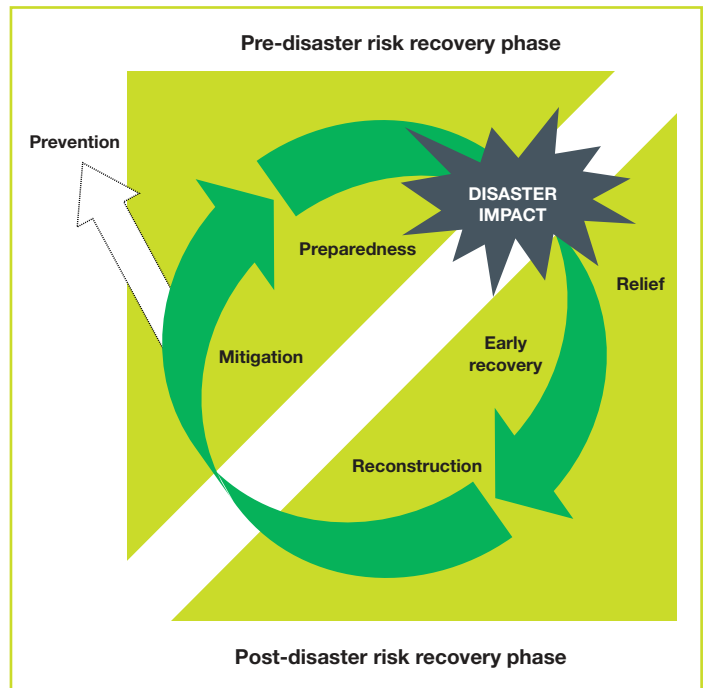 Pre-disaster risk recovery phase
Prevention
DISASTER
IMPACT
Preparedness
Relief
Mitigation
Early
recovery
Reconstruction
Post-disaster risk recovery phase